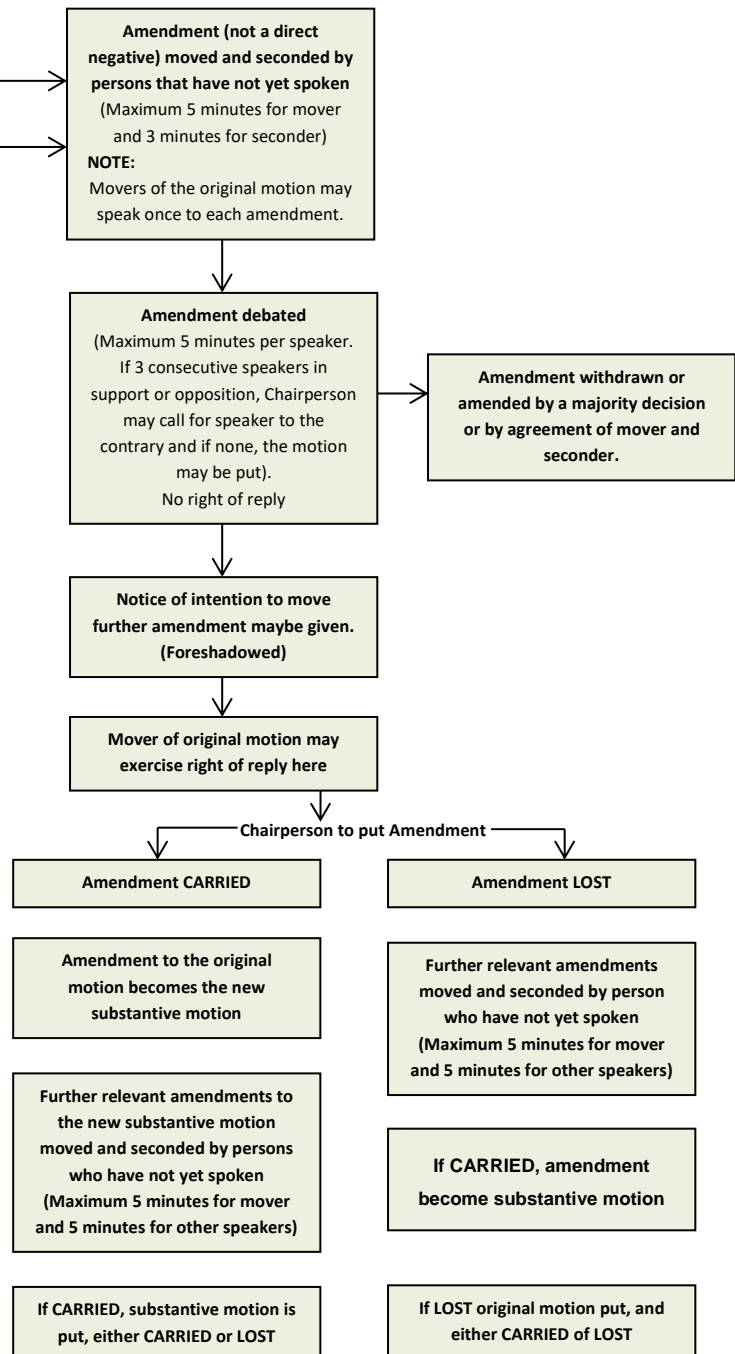 Amendment (not a direct
negative) moved and seconded by
persons that have not yet spoken
(Maximum 5 minutes for mover
and 3 minutes for seconder)
NOTE:
Movers of the original motion may
speak once to each amendment.
Amendment debated
(Maximum 5 minutes per speaker.
If 3 consecutive speakers in
support or opposition, Chairperson
may call for speaker to the
contrary and if none, the motion
may be put).
No right of reply
Amendment withdrawn or
amended by a majority decision
or by agreement of mover and
seconder.
Notice of intention to move
further amendment maybe given.
(Foreshadowed)
Mover of original motion may
exercise right of reply here
Chairperson to put Amendment
Amendment CARRIED
Amendment to the original
motion becomes the new
substantive motion
Further relevant amendments to
the new substantive motion
moved and seconded by persons
who have not yet spoken
(Maximum 5 minutes for mover
and 5 minutes for other speakers)
If CARRIED, substantive motion is
put, either CARRIED or LOST
Amendment LOST
Further relevant amendments
moved and seconded by person
who have not yet spoken
(Maximum 5 minutes for mover
and 5 minutes for other speakers)
If CARRIED, amendment
become substantive motion
If LOST original motion put, and
either CARRIED of LOST